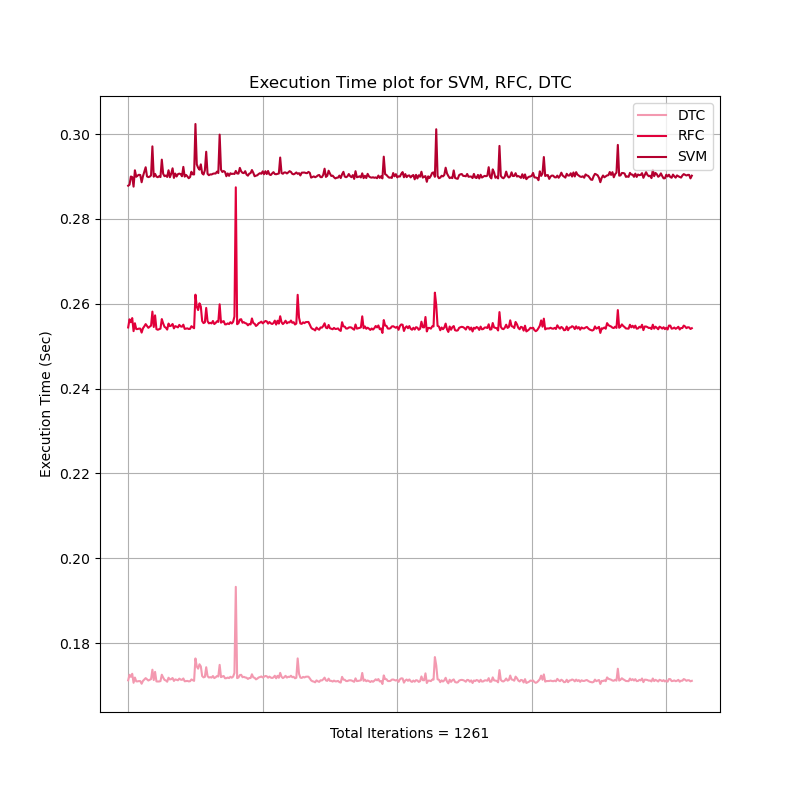 Execution Time plot for SVM, RFC, DTC
DTC
RFC
SVM
0.30
0.28
0.26
0.24
0.22
0.20
0.18
Execution Time (Sec)
Total Iterations = 1261